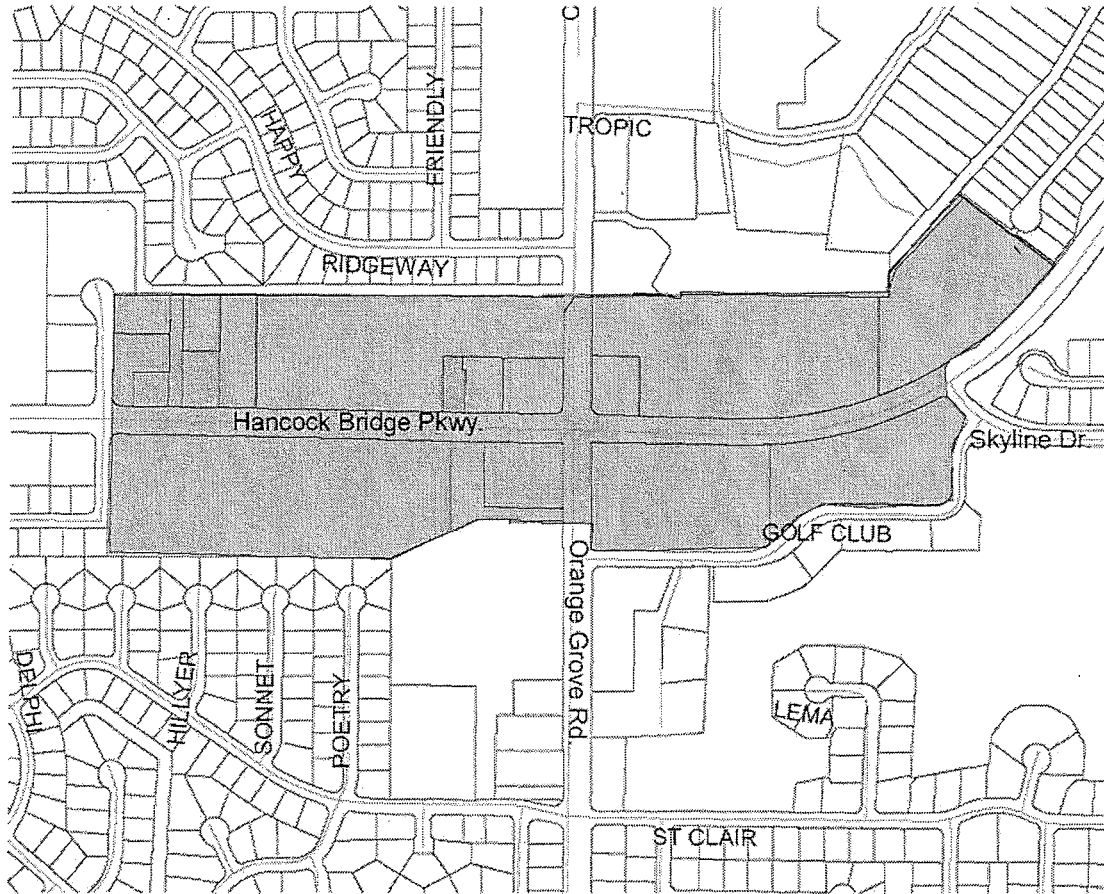 HAPPY
FRIENDLY
TROPIC
RIDGEWAY
Hancock Bridge Pkwy.
Skyline Dr.
GOLF CLUB
Orange Grove Rd.
DELPHI
HILLYER
SONNET
POETRY
LEMA
ST CLAIR